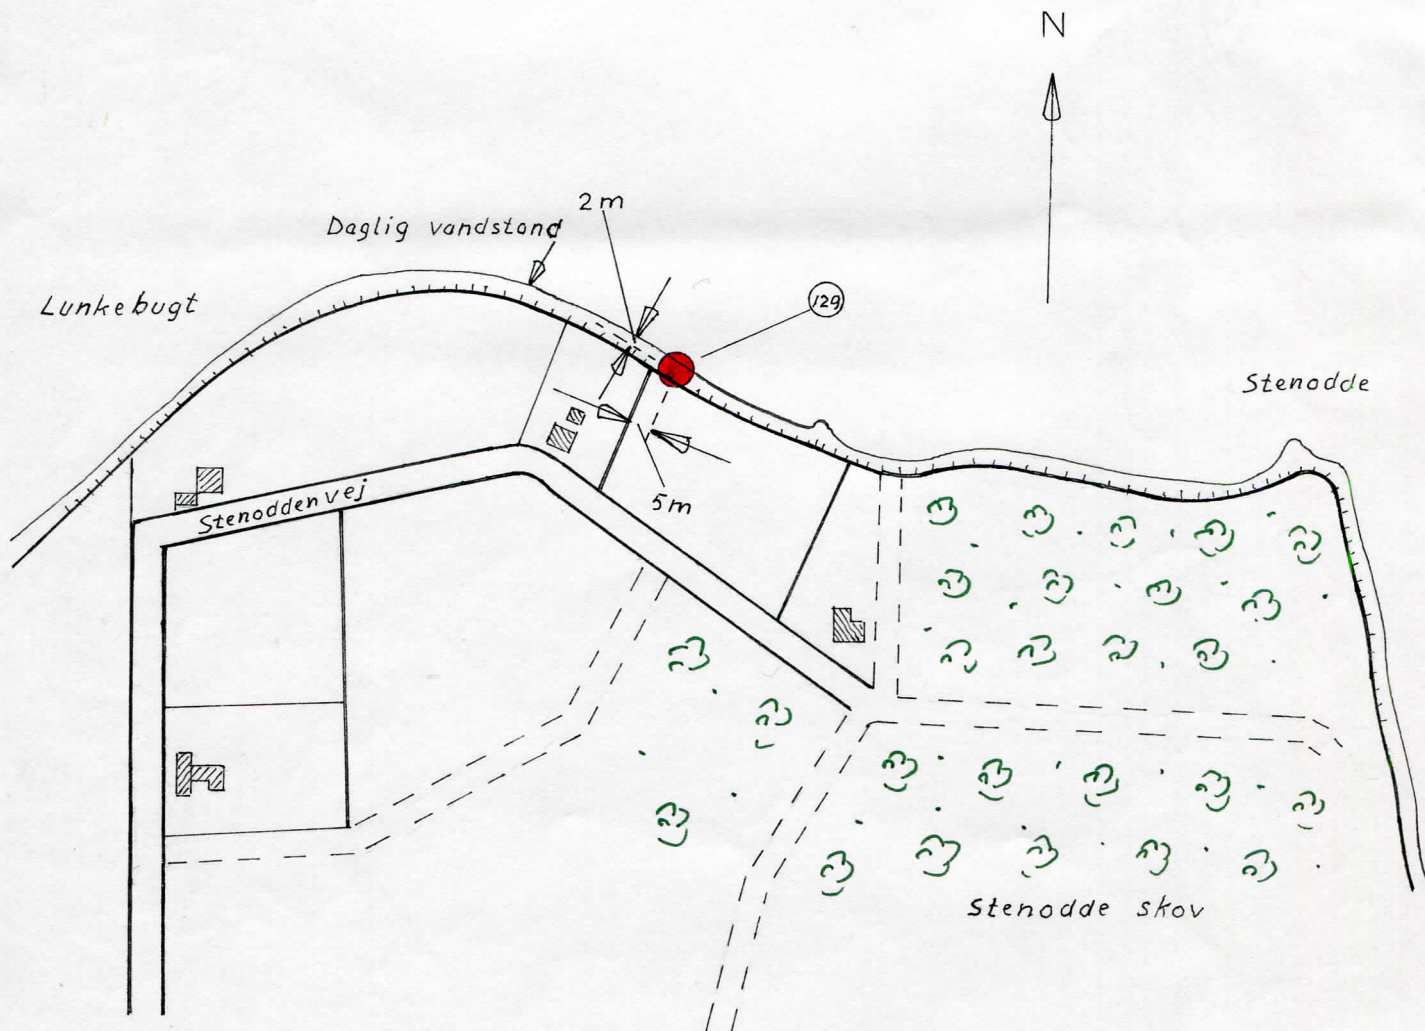 N
2 m
Daglig vandstand
Lunkebugt
129
Stenodde
Stenoddenvej
5 m
Stenodde skov